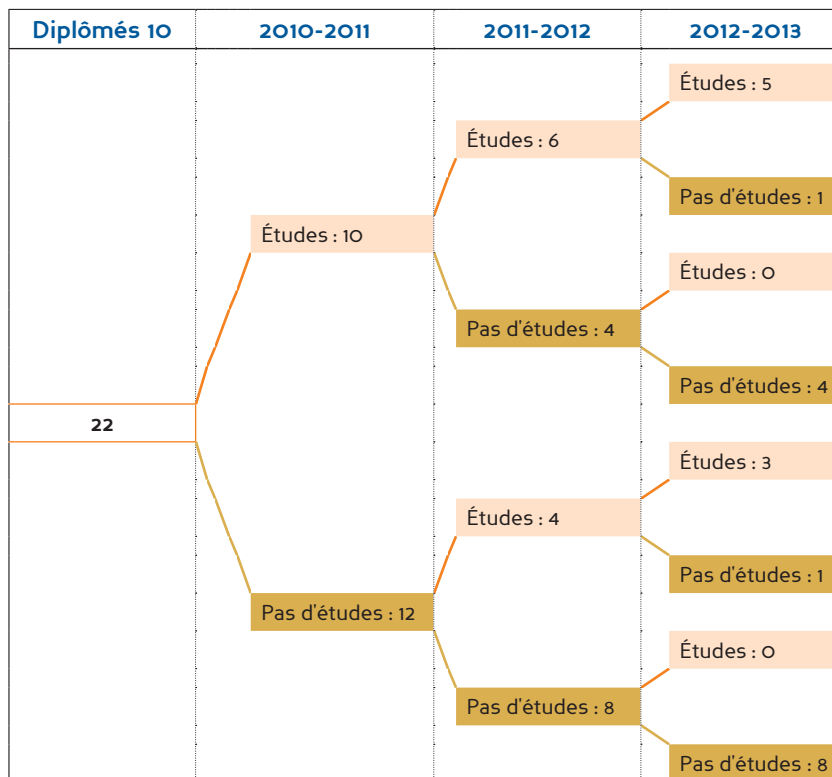 Diplômés 10 2010-2011 2011-2012 2012-2013
Études : 5
Études : 6
Pas d'études : 1
Études : 10
Études : 0
Pas d'études : 4
Pas d'études : 4
22
Études : 3
Études : 4
Pas d'études : 1
Pas d'études : 12
Études : 0
Pas d'études : 8
Pas d'études : 8